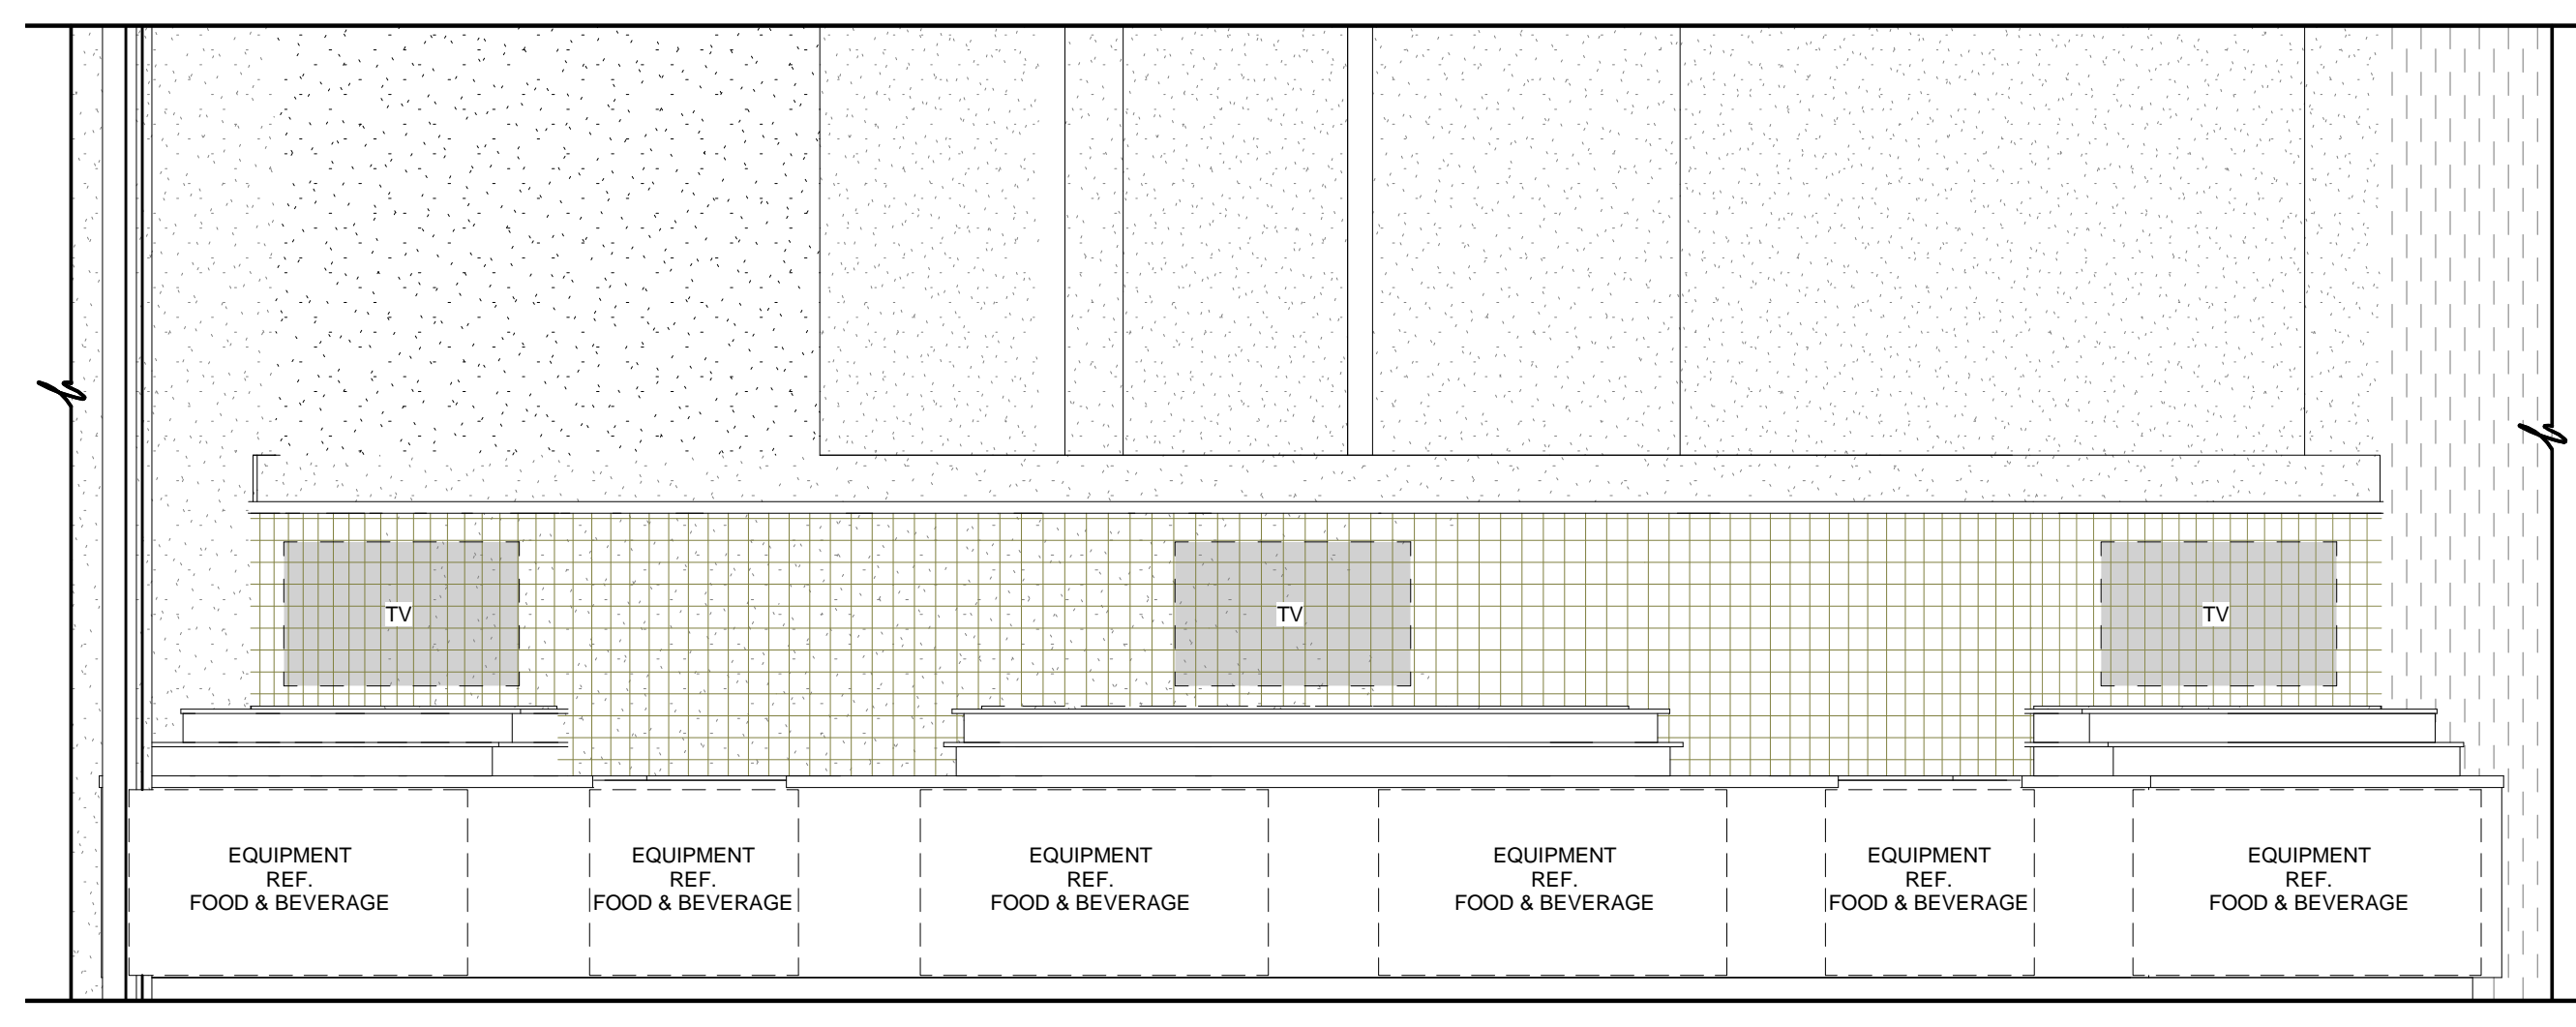 TV
TV
TV
EQUIPMENT
REF.
FOOD & BEVERAGE
EQUIPMENT
REF.
FOOD & BEVERAGE
EQUIPMENT
REF.
FOOD & BEVERAGE
EQUIPMENT
REF.
FOOD & BEVERAGE
EQUIPMENT
REF.
FOOD & BEVERAGE
EQUIPMENT
REF.
FOOD & BEVERAGE